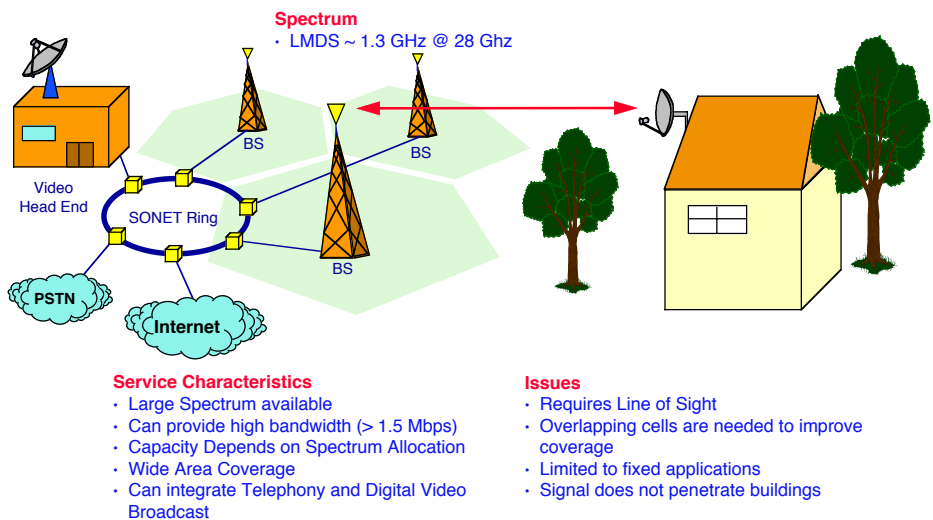 Spectrum
· LMDS ~ 1.3 GHz @ 28 Ghz
BS
BS
Video
Head End
SONET Ring
BS
PSTN
Internet
Service Characteristics
· Large Spectrum available
· Can provide high bandwidth (> 1.5 Mbps)
· Capacity Depends on Spectrum Allocation
· Wide Area Coverage
· Can integrate Telephony and Digital Video
Broadcast
Issues
· Requires Line of Sight
· Overlapping cells are needed to improve
coverage
· Limited to fixed applications
· Signal does not penetrate buildings